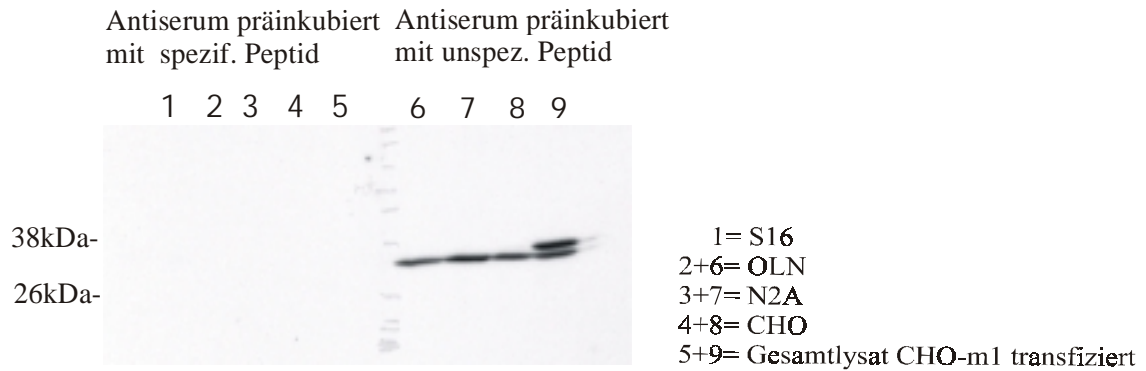 Antiserum präinkubiert
mit spezif. Peptid
Antiserum präinkubiert
mit unspez. Peptid
1 2 3 4 5 6 7 8 9
38kDa-
26kDa-
1= S16
2+6= OLN
3+7= N2A
4+8= CHO
5+9= Gesamtlysat CHO-m1 transfiziert